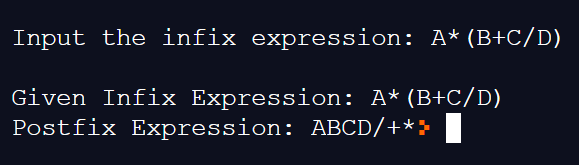 Input the infix expression: A*(B+C/D)
Given Infix Expression: A*(B+C/D)
Postfix Expression: ABCD/+*